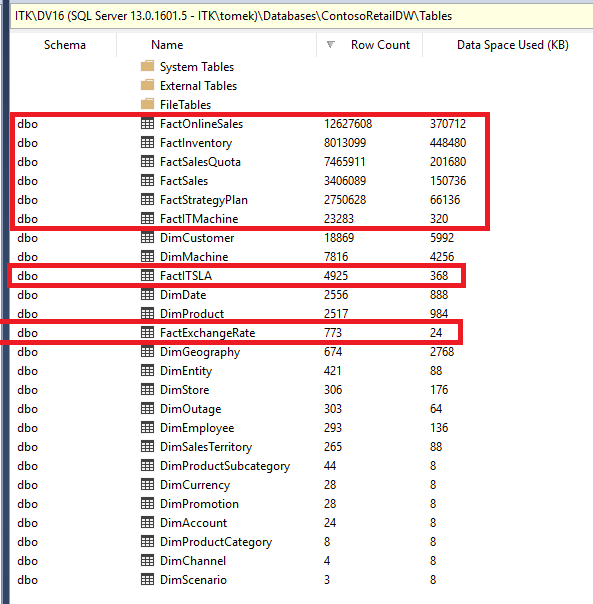 ITK\DV16 (SQL Server 13.0.1601.5 - ITK\tomek)\Databases\ContosoRetailDW\Tables
Schema Name Row Count Data Space Used (KB)
System Tables
External Tables
FileTables
dbo FactOnlineSales 12627608 370712
dbo FactInventory 8013099 448480
dbo FactSalesQuota 7465911 201680
dbo FactSales 3406089 150736
dbo FactStrategyPlan 2750628 66136
dbo FactITMachine 23283 320
dbo DimCustomer 18869 5992
dbo DimMachine 7816 4256
dbo FactITSLA 4925 368
dbo DimDate 2556 888
dbo DimProduct 2517 984
dbo FactExchangeRate 773 24
dbo DimGeography 674 2768
dbo DimEntity 421 88
dbo DimStore 306 176
dbo DimOutage 303 64
dbo DimEmployee 293 136
dbo DimSalesTerritory 265 88
dbo DimProductSubcategory 44 8
dbo DimCurrency 28 8
dbo DimPromotion 28 8
dbo DimAccount 24 8
dbo DimProductCategory 8 8
dbo DimChannel 4 8
dbo DimScenario 3 8